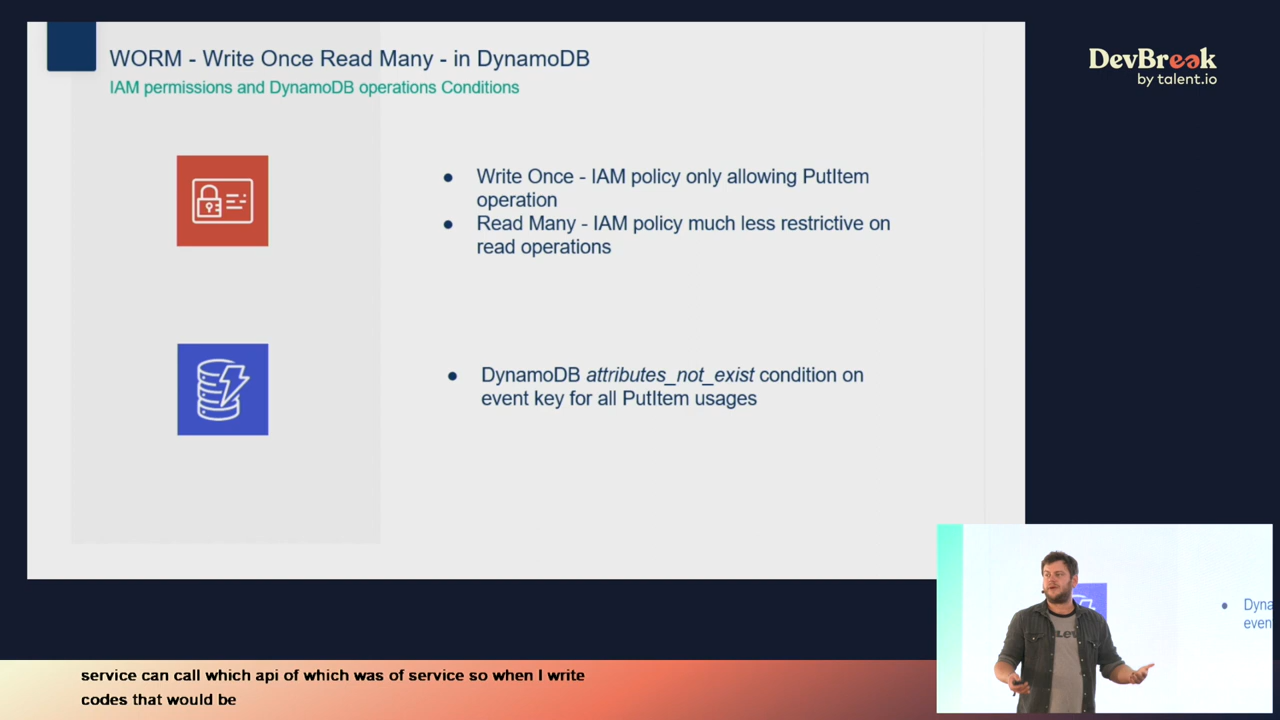 WORM - Write Once Read Many - in DynamoDB
IAM permissions and DynamoDB operations Conditions
DevBreak
by talent.io
● Write Once - IAM policy only allowing PutItem
operation
● Read Many - IAM policy much less restrictive on
read operations
● DynamoDB attributes_not_exist condition on
event key for all PutItem usages
● Dyna
even
service can call which api of which was of service so when I write
codes that would be